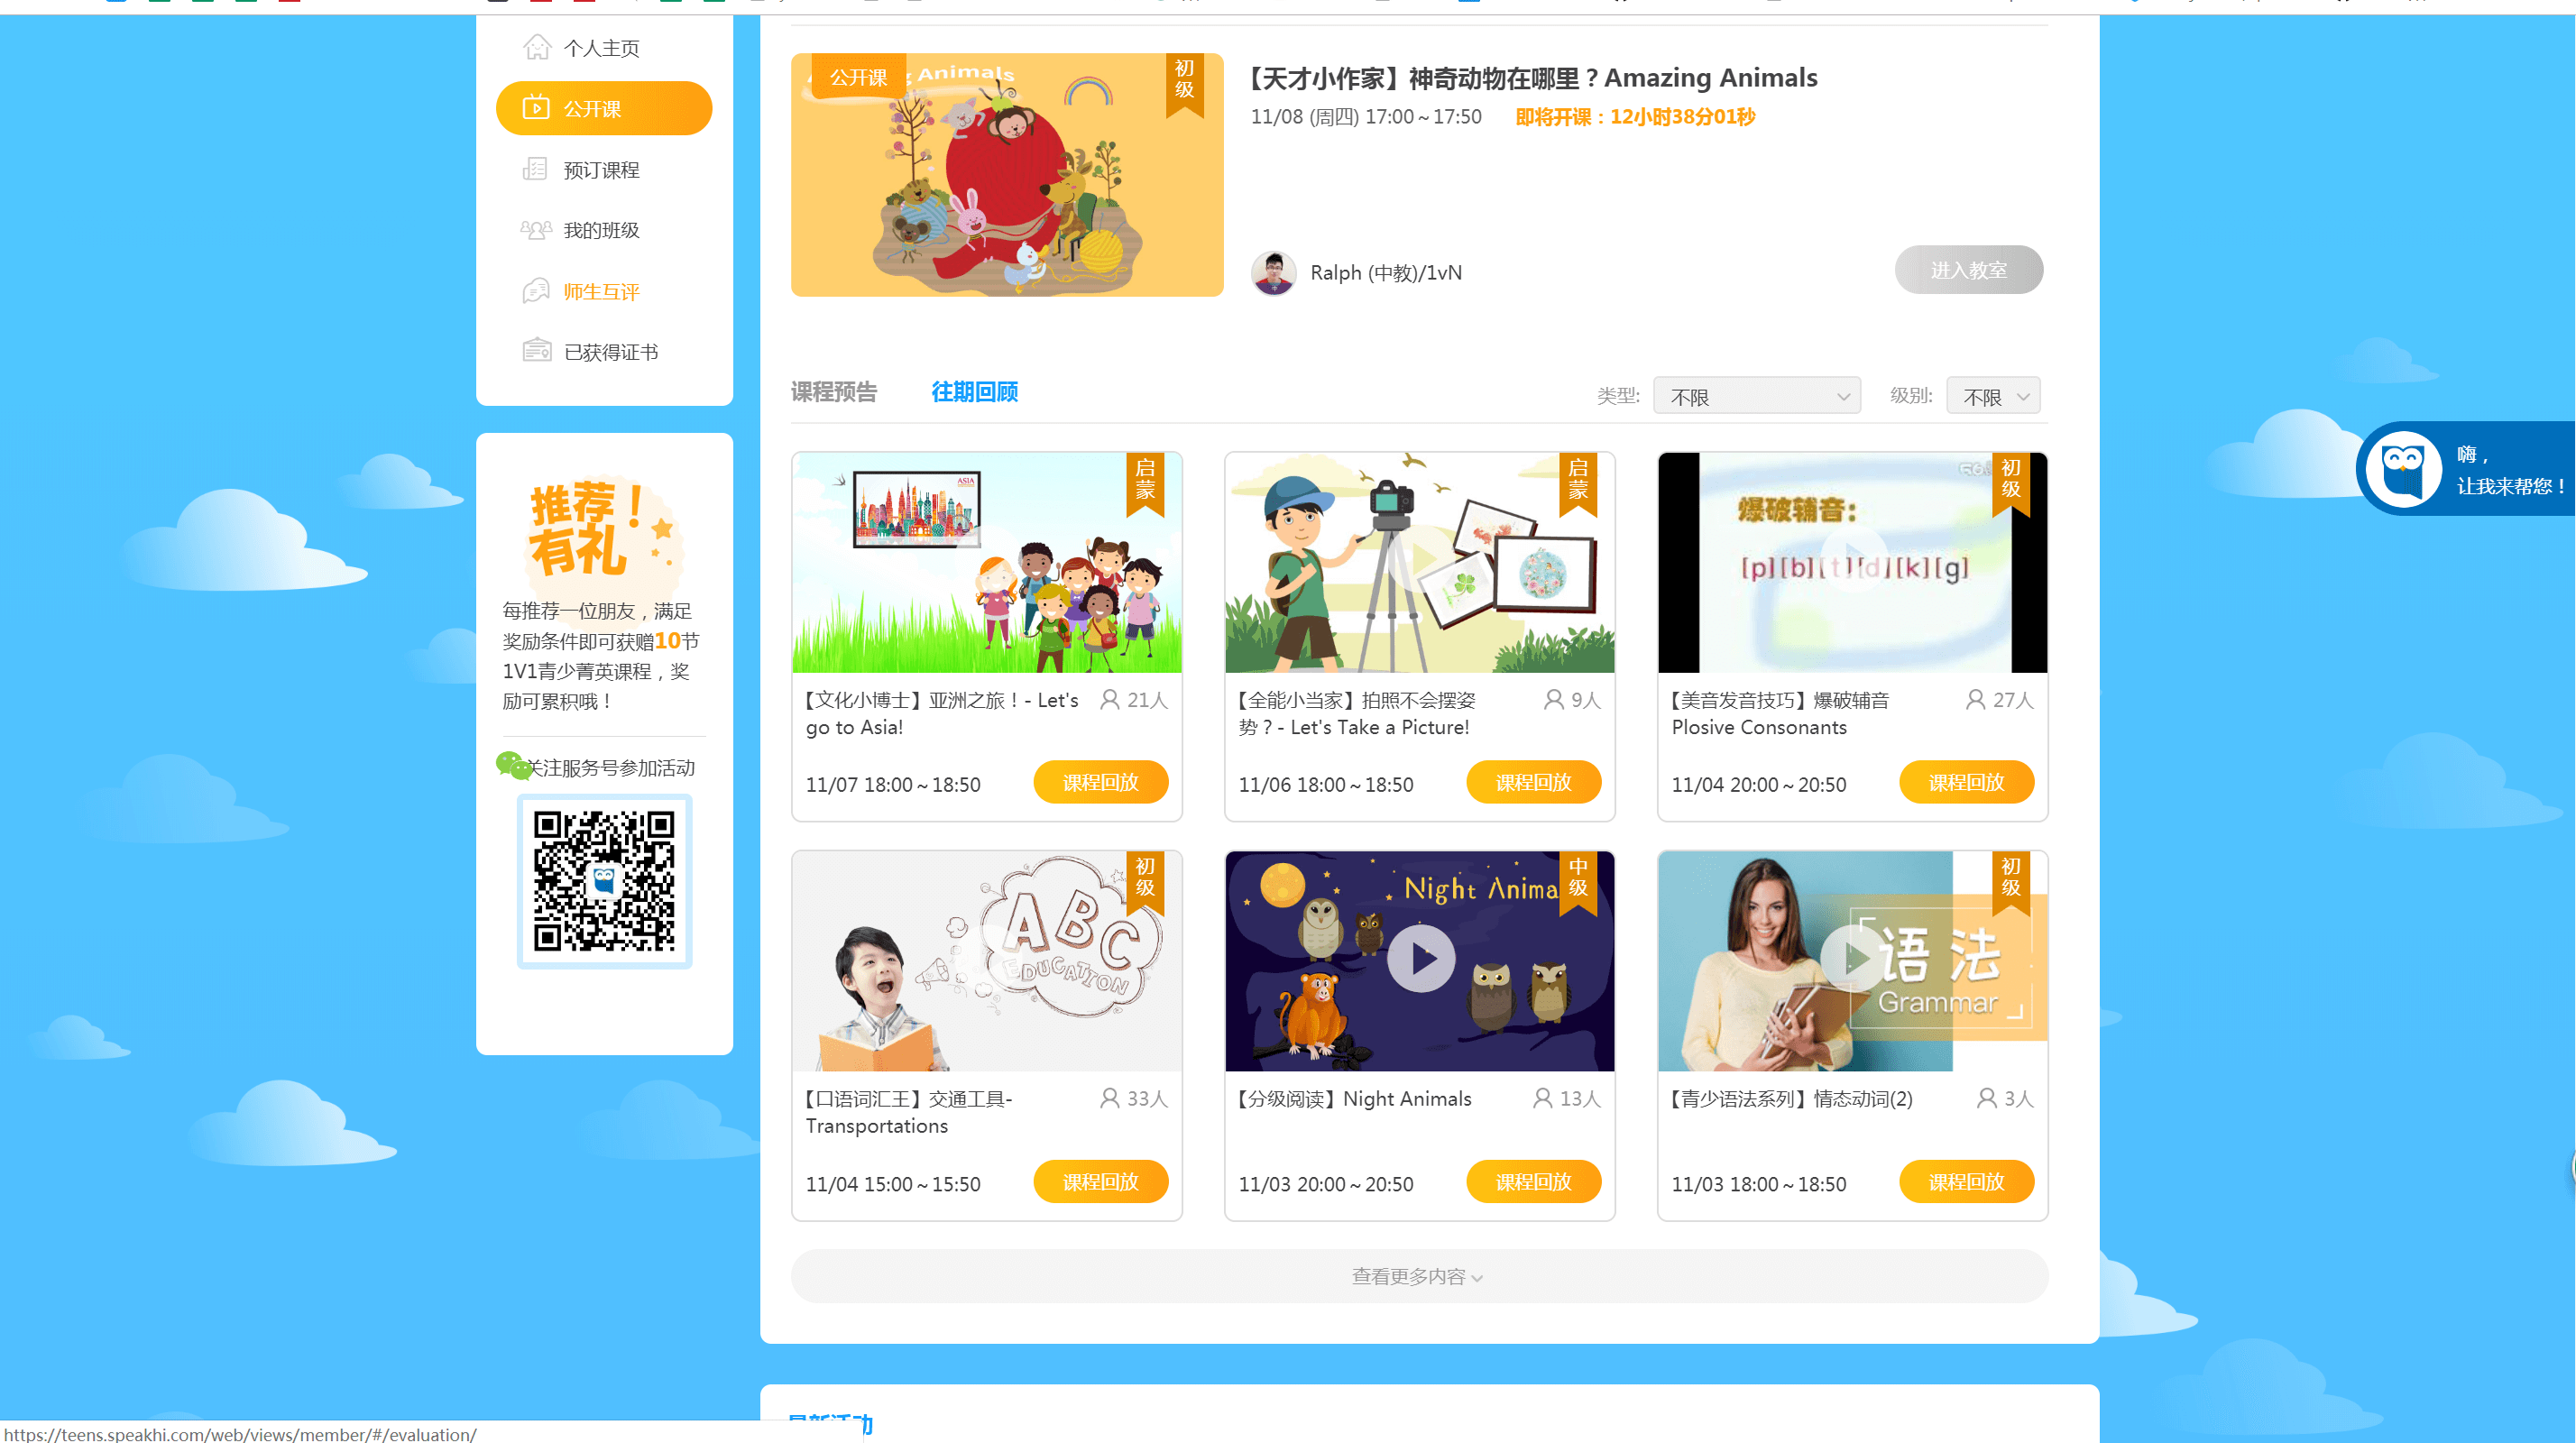 个人主页
公开课
预订课程
我的班级
师生互评
已获得证书
推荐！
有礼
每推荐一位朋友，满足
奖励条件即可获赠10节
1V1青少菁英课程，奖
励可累积哦！
关注服务号参加活动
公开课
Animals
初级
【天才小作家】神奇动物在哪里？Amazing Animals
11/08 (周四) 17:00～17:50 即将开课：12小时38分01秒
Ralph (中教)/1vN
进入教室
课程预告 往期回顾
类型: 不限 级别: 不限
ASIA
启蒙
【文化小博士】亚洲之旅！- Let's
go to Asia!
21人
11/07 18:00～18:50
课程回放
启蒙
【全能小当家】拍照不会摆姿
势？- Let's Take a Picture!
9人
11/06 18:00～18:50
课程回放
初级
爆破辅音:
[p][b][t][d][k][g]
【美音发音技巧】爆破辅音
Plosive Consonants
27人
11/04 20:00～20:50
课程回放
初级
ABC
EDUCATION
【口语词汇王】交通工具-
Transportations
33人
11/04 15:00～15:50
课程回放
中级
Night Anima
【分级阅读】Night Animals
13人
11/03 20:00～20:50
课程回放
初级
语法
Grammar
【青少语法系列】情态动词(2)
3人
11/03 18:00～18:50
课程回放
查看更多内容
最新活动
嗨，
让我来帮您！
https://teens.speakhi.com/web/views/member/#/evaluation/